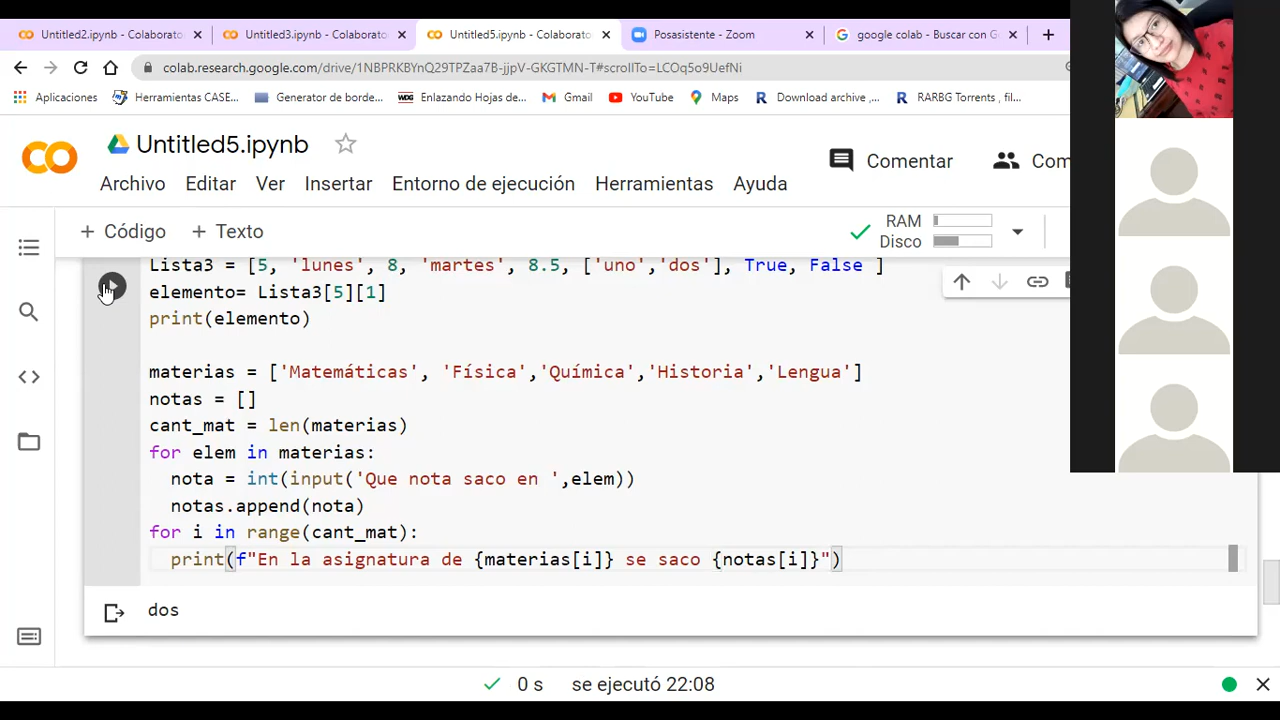 Untitled2.ipynb - Colaborato
Untitled3.ipynb - Colaborato
Untitled5.ipynb - Colaborato
Posasistente - Zoom
google colab - Buscar con G
colab.research.google.com/drive/1NBPRKBYnQ29TPZaa7B-jjpV-GKGTMN-T#scrollTo=LCOq5o9UefNi
Aplicaciones
Herramientas CASE...
Generator de borde...
Enlazando Hojas de...
Gmail
YouTube
Maps
Download archive ,...
RARBG Torrents , fil...
Untitled5.ipynb
Comentar
Com
Archivo Editar Ver Insertar Entorno de ejecución Herramientas Ayuda
+ Código + Texto
RAM
Disco
Lista3 = [5, 'lunes', 8, 'martes', 8.5, ['uno','dos'], True, False ]
elemento= Lista3[5][1]
print(elemento)
materias = ['Matemáticas', 'Física','Química','Historia','Lengua']
notas = []
cant_mat = len(materias)
for elem in materias:
nota = int(input('Que nota saco en ',elem))
notas.append(nota)
for i in range(cant_mat):
print(f"En la asignatura de {materias[i]} se saco {notas[i]}")
dos
0 s se ejecutó 22:08